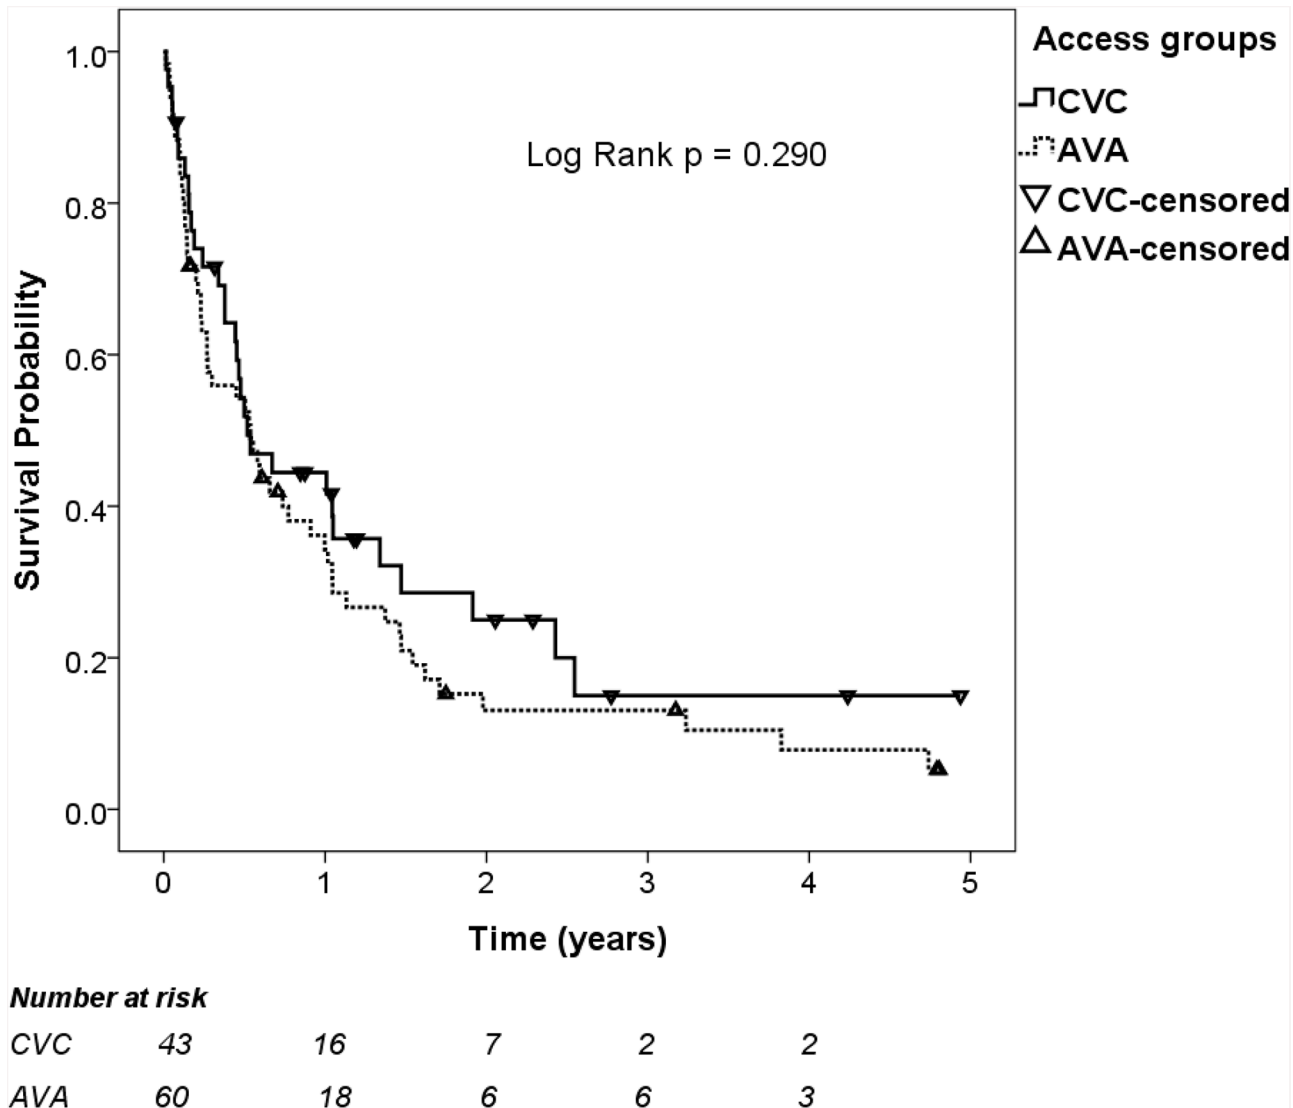 Access groups
CVC
AVA
CVC-censored
AVA-censored
Log Rank p = 0.290
Survival Probability
1.0
0.8
0.6
0.4
0.2
0.0
0 1 2 3 4 5
Time (years)
Number at risk
CVC 43 16 7 2 2
AVA 60 18 6 6 3